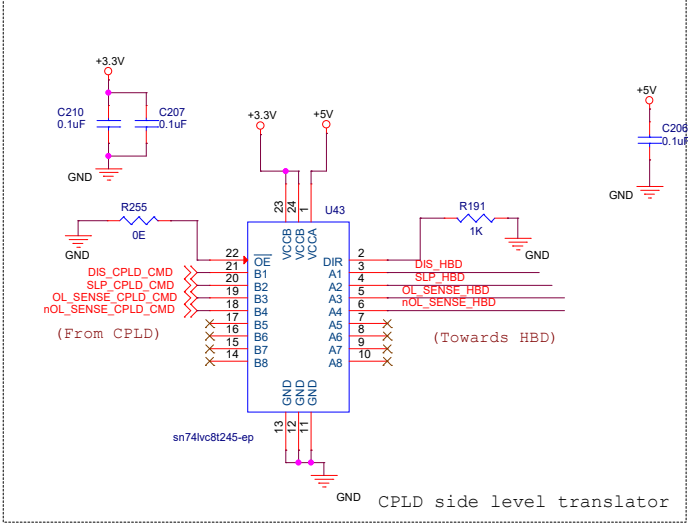 +3.3V
C210
0.1uF
C207
0.1uF
GND
+3.3V
+5V
+5V
C206
0.1uF
GND
R255
0E
GND
23
24
1
U43
VCCB
VCCB
VCCA
R191
1K
GND
22
OE
DIR
2
DIS_CPLD_CMD
21
B1
A1
3
DIS_HBD
SLP_CPLD_CMD
20
B2
A2
4
SLP_HBD
OL_SENSE_CPLD_CMD
19
B3
A3
5
OL_SENSE_HBD
nOL_SENSE_CPLD_CMD
18
B4
A4
6
nOL_SENSE_HBD
17
B5
A5
7
16
B6
A6
8
15
B7
A7
9
14
B8
A8
10
(From CPLD)
(Towards HBD)
GND
GND
GND
13
12
11
sn74lvc8t245-ep
GND
CPLD side level translator